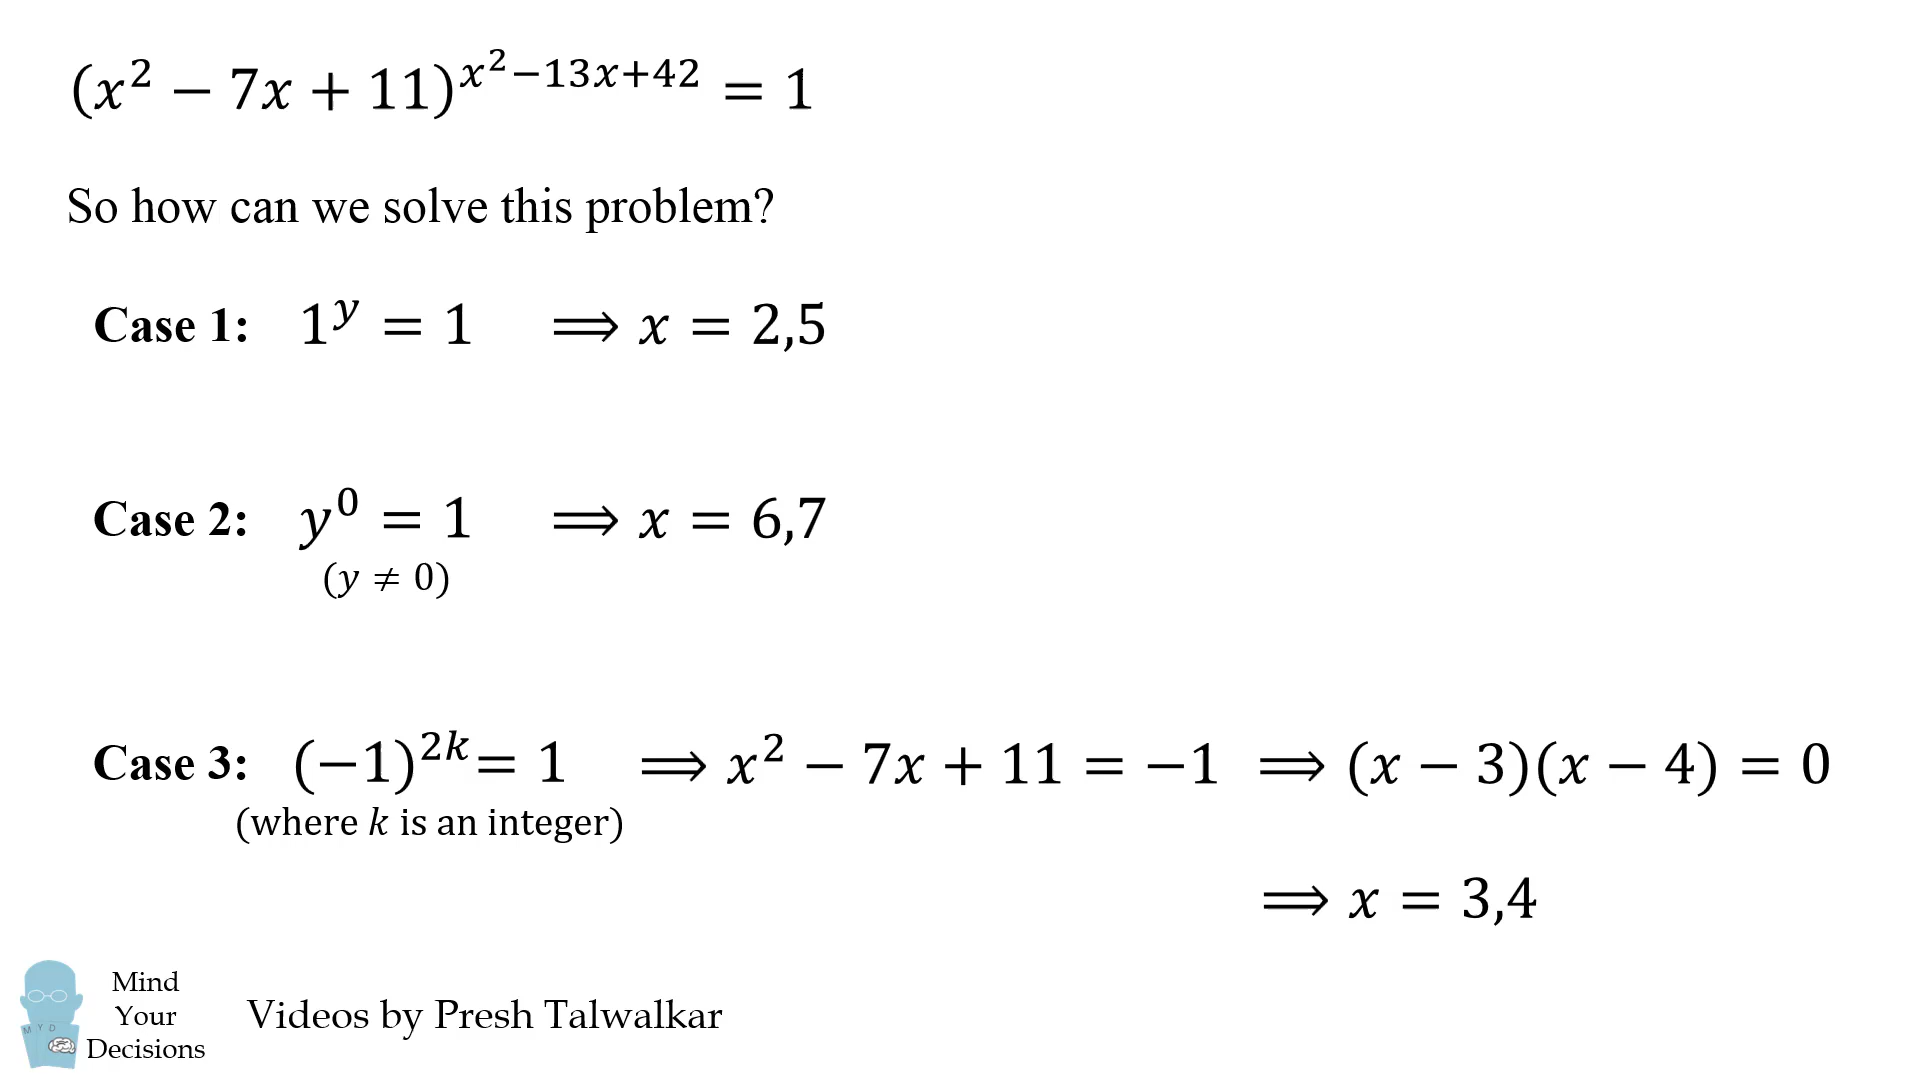 (x² − 7x + 11)^(x²−13x+42) = 1
So how can we solve this problem?
Case 1: 1^y = 1 ⟹ x = 2,5
Case 2: y⁰ = 1 ⟹ x = 6,7
(y ≠ 0)
Case 3: (−1)^(2k) = 1 ⟹ x² − 7x + 11 = −1 ⟹ (x − 3)(x − 4) = 0
(where k is an integer)
⟹ x = 3,4
M Y D
Mind
Your
Decisions
Videos by Presh Talwalkar